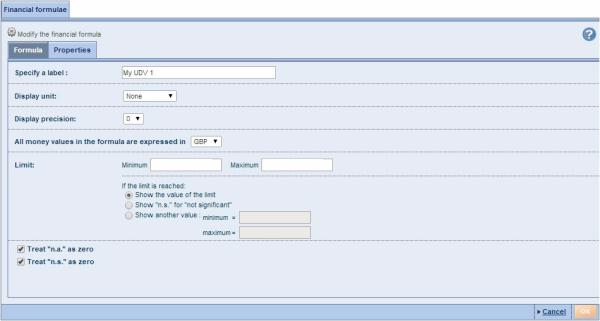 Financial formulae
Modify the financial formula
?
Formula Properties
Specify a label : My UDV 1
Display unit: None
Display precision: 0
All money values in the formula are expressed in GBP
Limit: Minimum Maximum
If the limit is reached:
Show the value of the limit
Show "n.s." for "not significant"
Show another value : minimum =
maximum =
Treat "n.a." as zero
Treat "n.s." as zero
Cancel OK